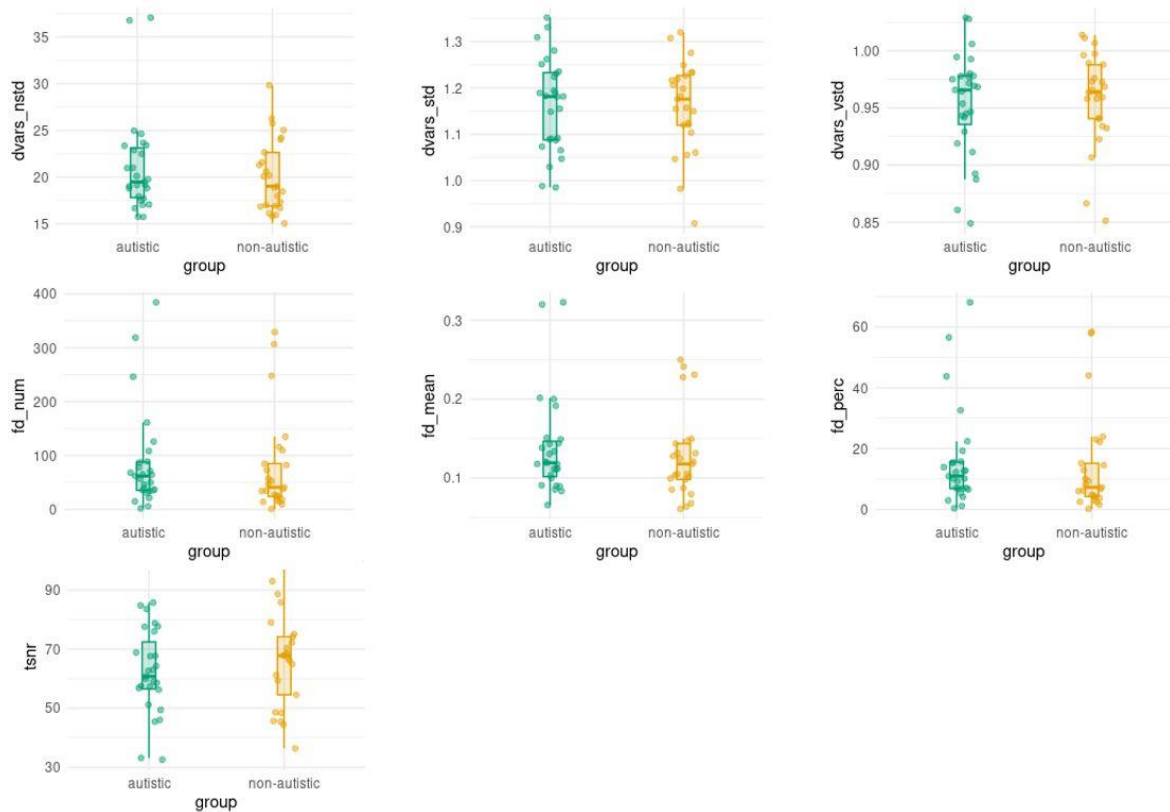 dvars_nstd
35
30
25
20
15
autistic non-autistic
group
dvars_std
1.3
1.2
1.1
1.0
0.9
autistic non-autistic
group
dvars_vstd
1.00
0.95
0.90
0.85
autistic non-autistic
group
fd_num
400
300
200
100
0
autistic non-autistic
group
fd_mean
0.3
0.2
0.1
autistic non-autistic
group
fd_perc
60
40
20
0
autistic non-autistic
group
tsnr
90
70
50
30
autistic non-autistic
group